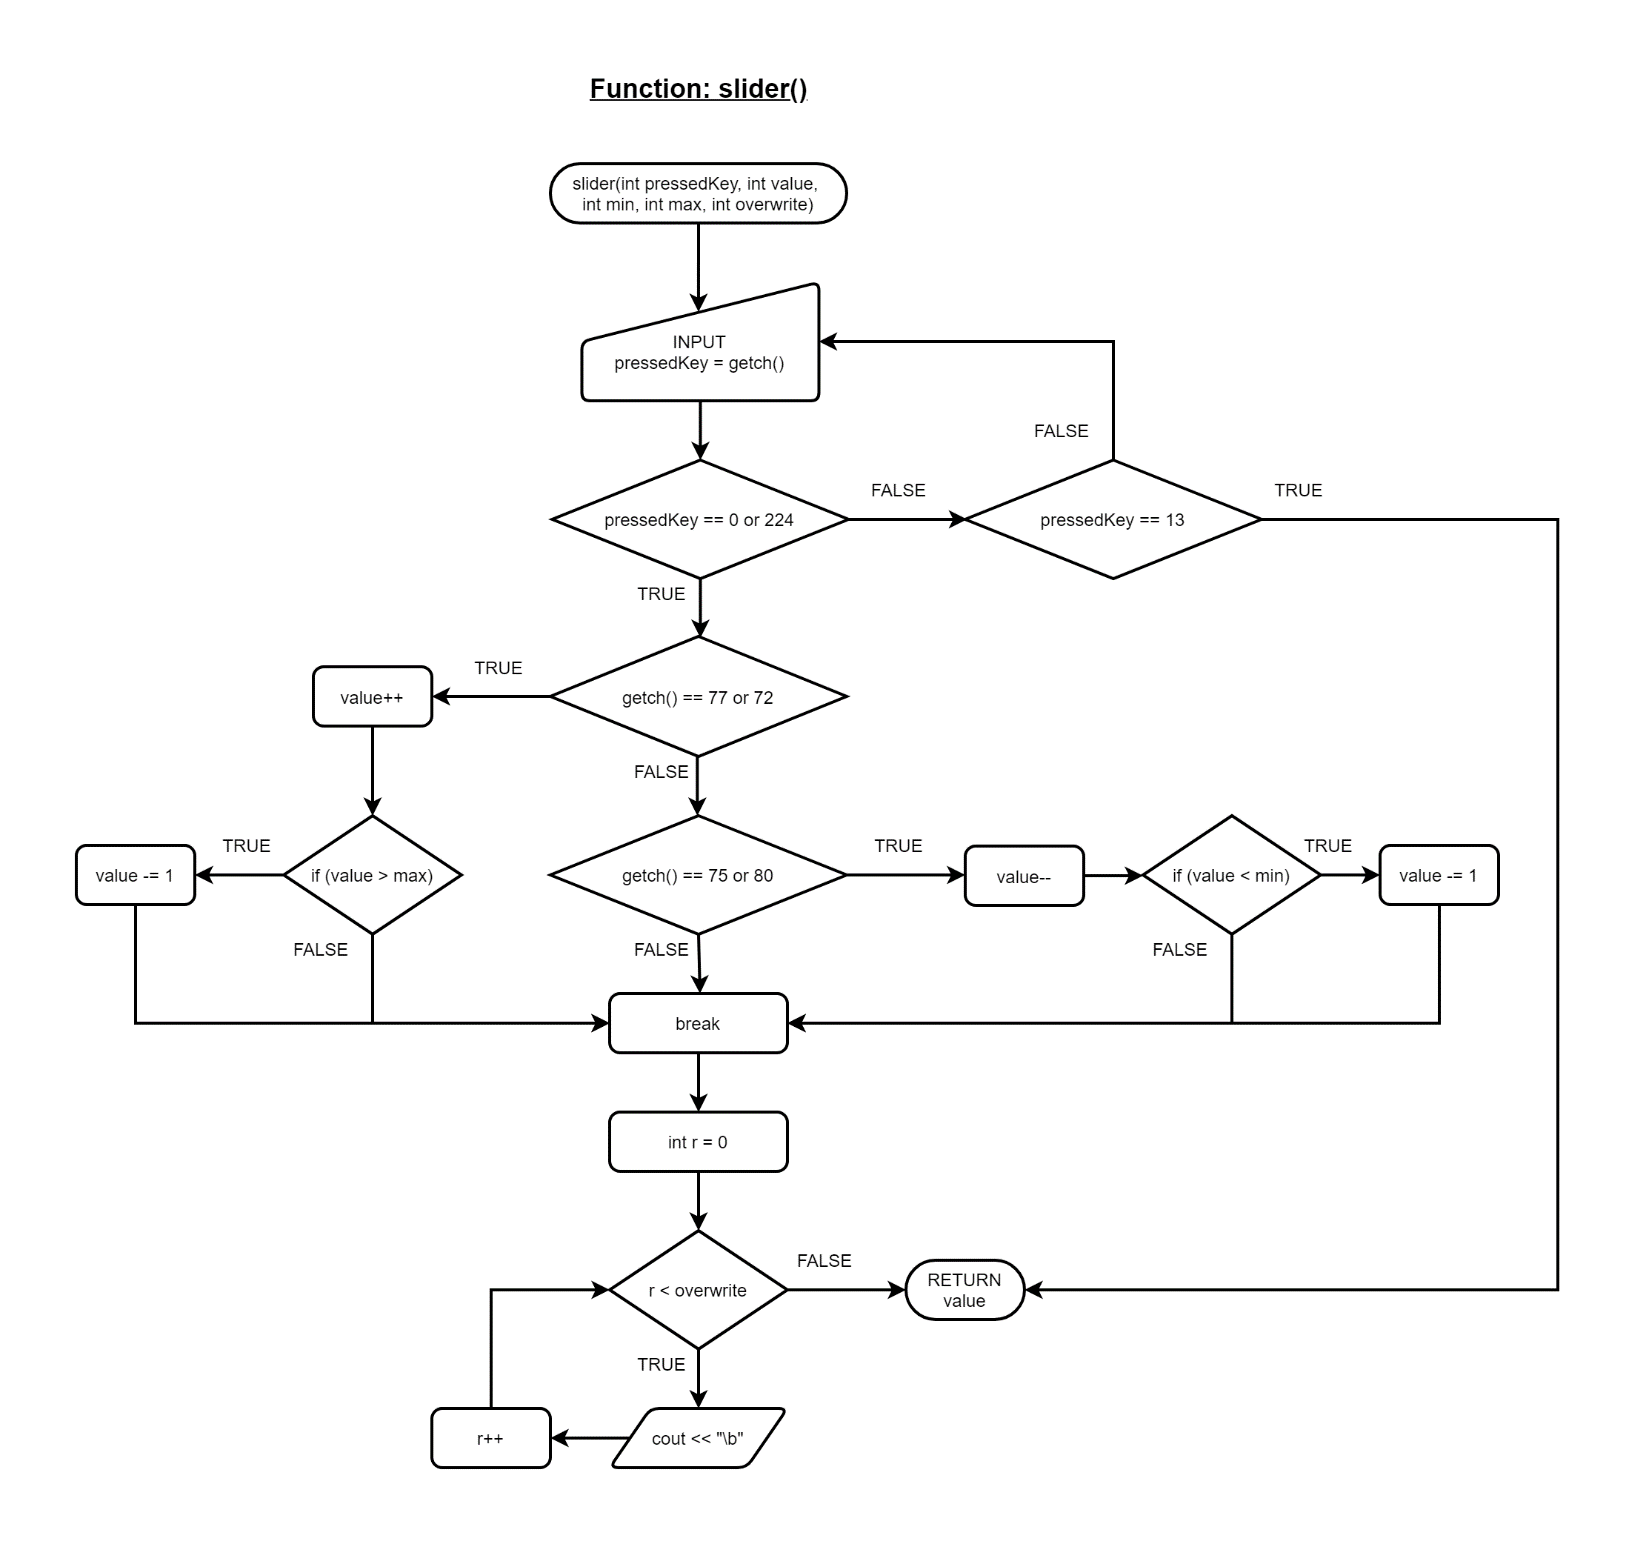 Function: slider()
slider(int pressedKey, int value,
int min, int max, int overwrite)
INPUT
pressedKey = getch()
FALSE
FALSE
TRUE
pressedKey == 0 or 224
pressedKey == 13
TRUE
TRUE
value++
getch() == 77 or 72
FALSE
TRUE
TRUE
TRUE
value -= 1
if (value > max)
getch() == 75 or 80
value--
if (value < min)
value -= 1
FALSE
FALSE
FALSE
break
int r = 0
FALSE
r < overwrite
RETURN
value
TRUE
r++
cout << "\b"